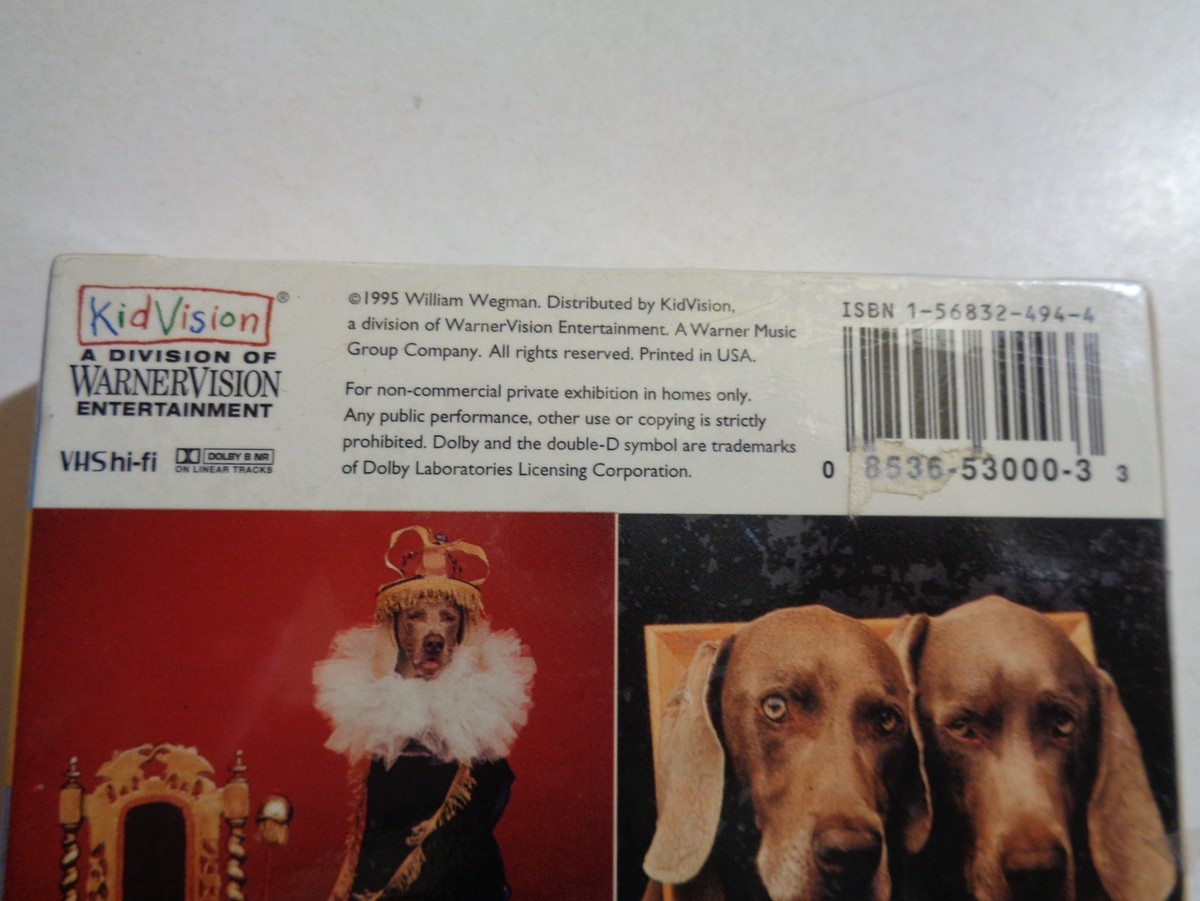 KidVision®
A DIVISION OF
WARNERVISION
ENTERTAINMENT
VHS hi-fi
DOLBY B NR
ON LINEAR TRACKS
©1995 William Wegman. Distributed by KidVision,
a division of WarnerVision Entertainment. A Warner Music
Group Company. All rights reserved. Printed in USA.
For non-commercial private exhibition in homes only.
Any public performance, other use or copying is strictly
prohibited. Dolby and the double-D symbol are trademarks
of Dolby Laboratories Licensing Corporation.
ISBN 1-56832-494-4
0 8536-53000-3 3